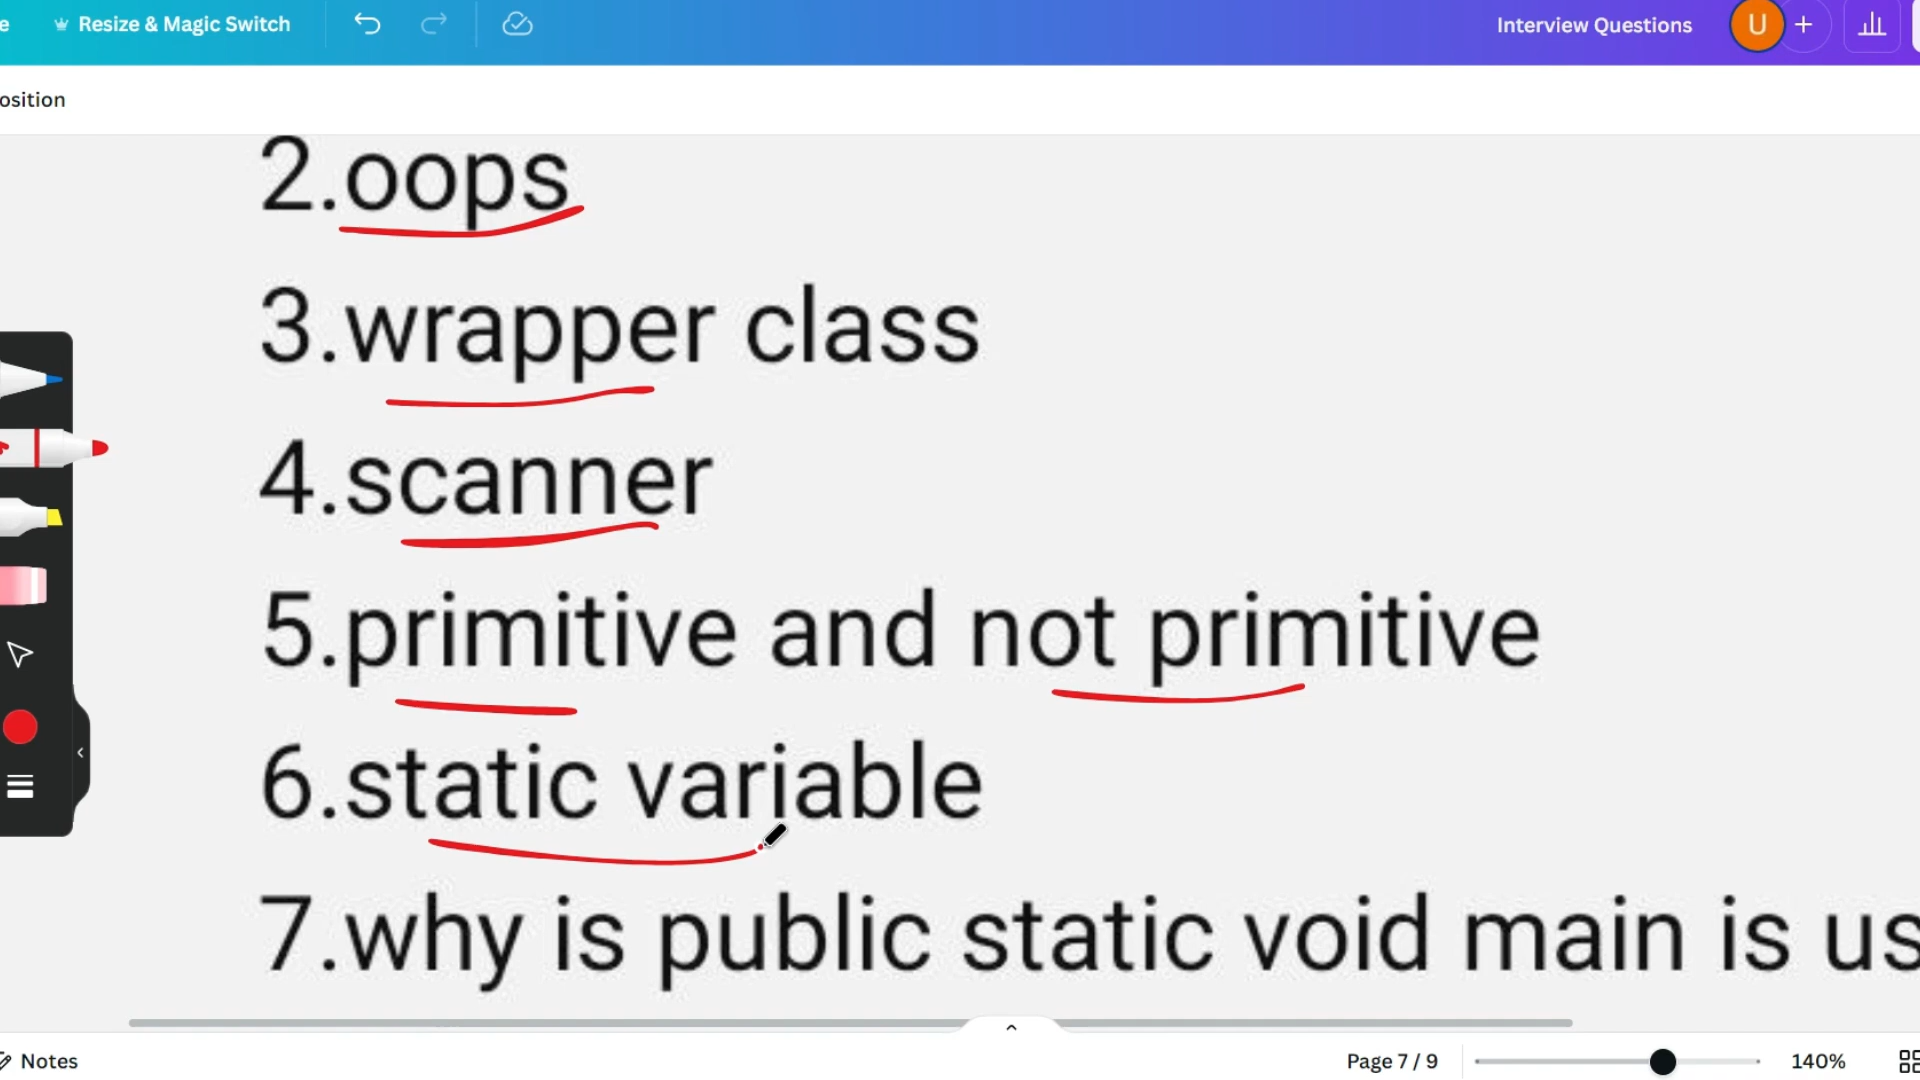 Resize & Magic Switch
Interview Questions
U
osition
2.oops
3.wrapper class
4.scanner
5.primitive and not primitive
6.static variable
7.why is public static void main is us
Notes
Page 7 / 9
140%